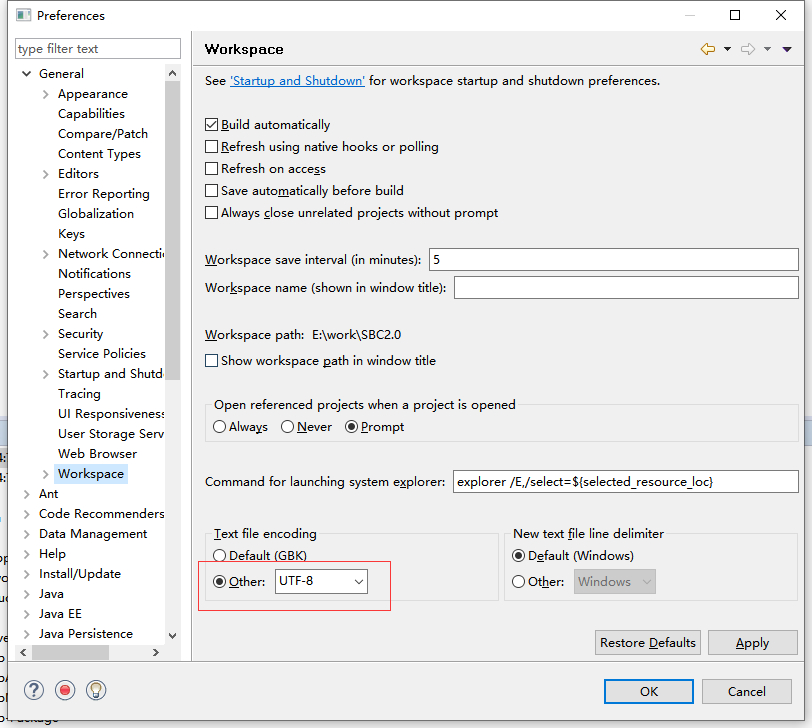 Preferences
type filter text
General
Appearance
Capabilities
Compare/Patch
Content Types
Editors
Error Reporting
Globalization
Keys
Network Connecti
Notifications
Perspectives
Search
Security
Service Policies
Startup and Shutd
Tracing
UI Responsiveness
User Storage Serv
Web Browser
Workspace
Ant
Code Recommenders
Data Management
Help
Install/Update
Java
Java EE
Java Persistence
Workspace
See 'Startup and Shutdown' for workspace startup and shutdown preferences.
Build automatically
Refresh using native hooks or polling
Refresh on access
Save automatically before build
Always close unrelated projects without prompt
Workspace save interval (in minutes): 5
Workspace name (shown in window title):
Workspace path: E:\work\SBC2.0
Show workspace path in window title
Open referenced projects when a project is opened
Always Never Prompt
Command for launching system explorer: explorer /E,/select=${selected_resource_loc}
Text file encoding
Default (GBK)
Other: UTF-8
New text file line delimiter
Default (Windows)
Other: Windows
Restore Defaults Apply
OK Cancel